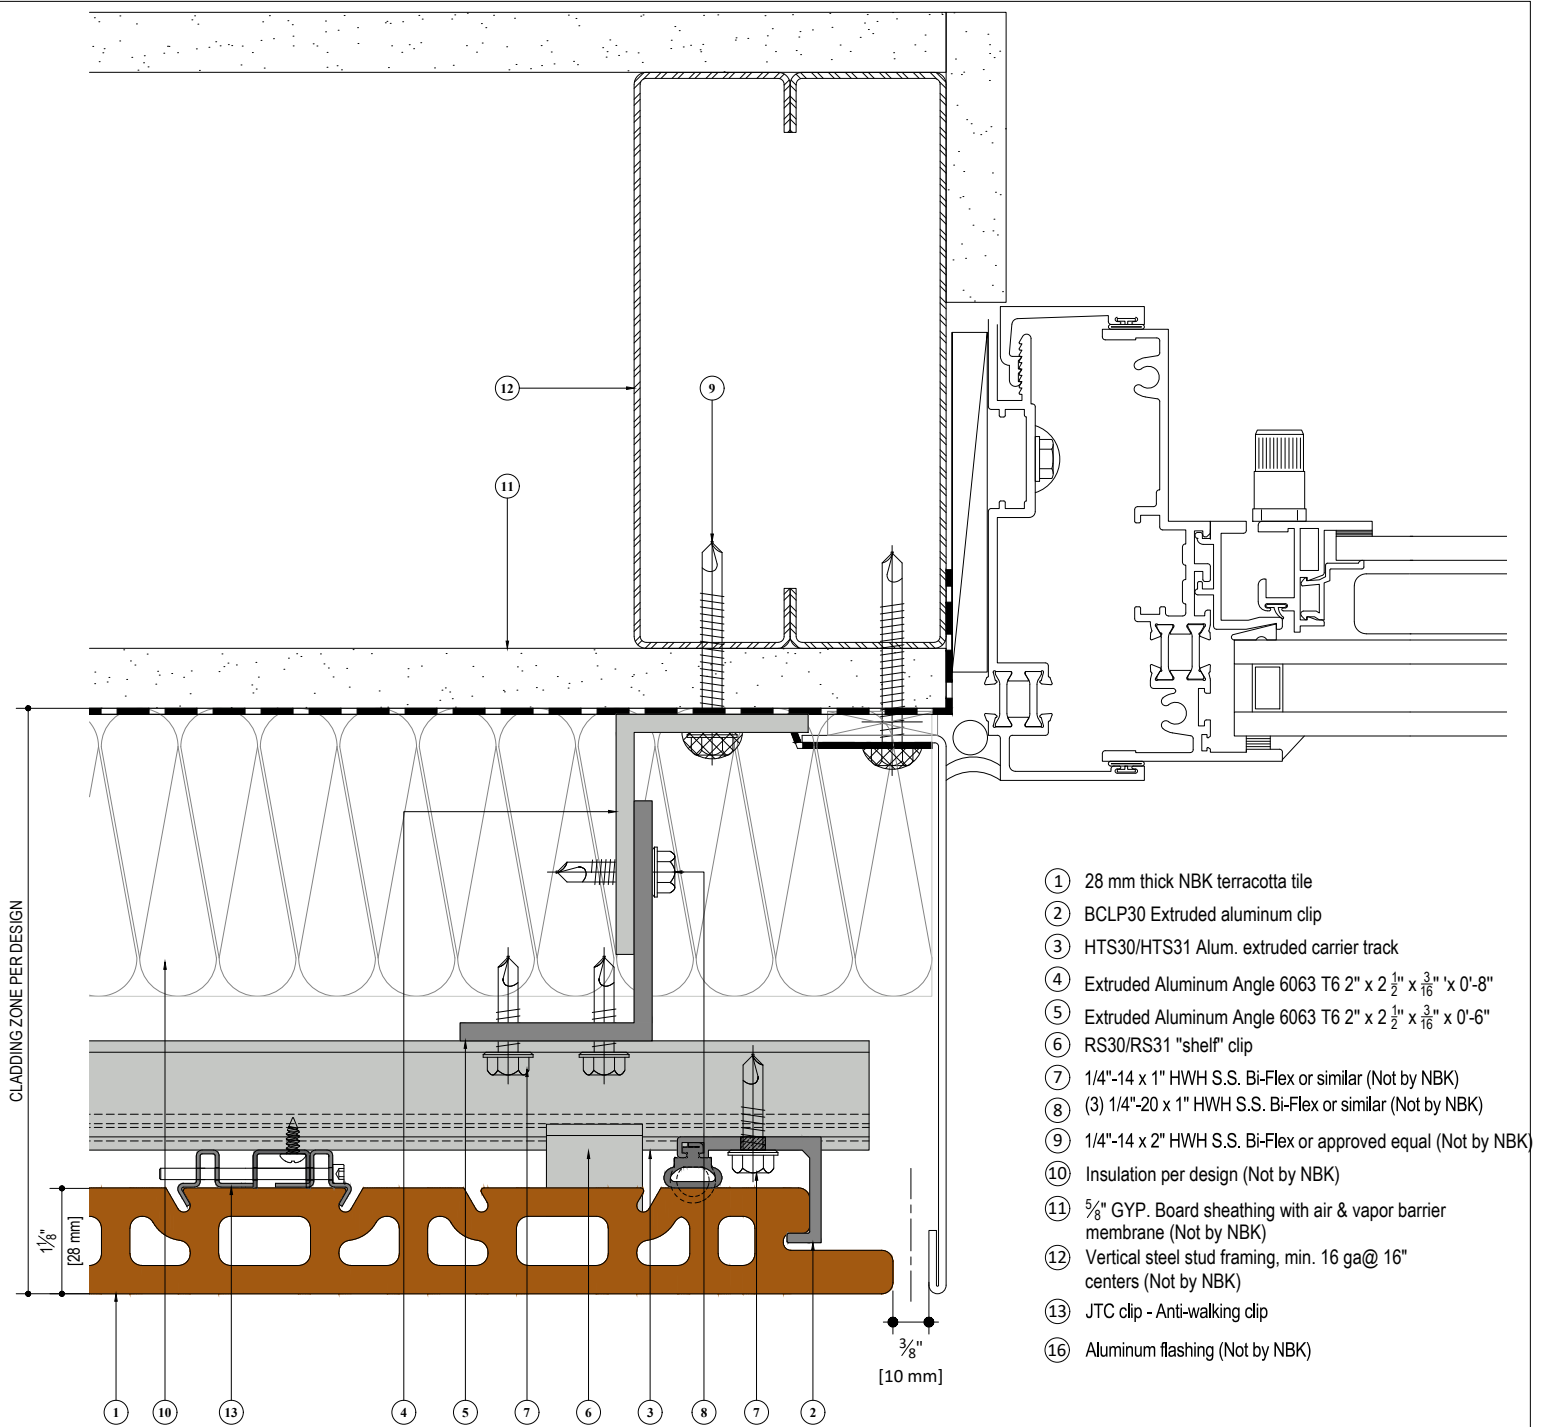 12
9
11
CLADDING ZONE PER DESIGN
1 28 mm thick NBK terracotta tile
2 BCLP30 Extruded aluminum clip
3 HTS30/HTS31 Alum. extruded carrier track
4 Extruded Aluminum Angle 6063 T6 2" x 2 1/2" x 3/16" 'x 0'-8"
5 Extruded Aluminum Angle 6063 T6 2" x 2 1/2" x 3/16" x 0'-6"
6 RS30/RS31 "shelf" clip
7 1/4"-14 x 1" HWH S.S. Bi-Flex or similar (Not by NBK)
8 (3) 1/4"-20 x 1" HWH S.S. Bi-Flex or similar (Not by NBK)
9 1/4"-14 x 2" HWH S.S. Bi-Flex or approved equal (Not by NBK)
10 Insulation per design (Not by NBK)
11 5/8" GYP. Board sheathing with air & vapor barrier
membrane (Not by NBK)
12 Vertical steel stud framing, min. 16 ga@ 16"
centers (Not by NBK)
13 JTC clip - Anti-walking clip
16 Aluminum flashing (Not by NBK)
1 1/8"
[28 mm]
3/8"
[10 mm]
1 10 13 4 5 7 6 3 8 7 2